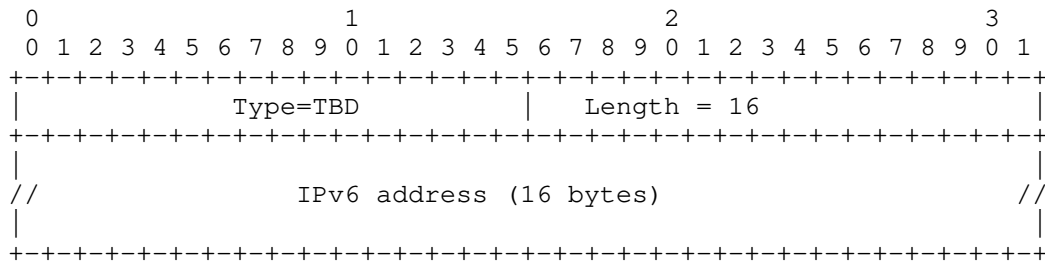 0                   1                   2                   3
 0 1 2 3 4 5 6 7 8 9 0 1 2 3 4 5 6 7 8 9 0 1 2 3 4 5 6 7 8 9 0 1
+-+-+-+-+-+-+-+-+-+-+-+-+-+-+-+-+-+-+-+-+-+-+-+-+-+-+-+-+-+-+-+-+
|             Type=TBD          |   Length = 16                 |
+-+-+-+-+-+-+-+-+-+-+-+-+-+-+-+-+-+-+-+-+-+-+-+-+-+-+-+-+-+-+-+-+
|                                                               |
//                IPv6 address (16 bytes)                      //
|                                                               |
+-+-+-+-+-+-+-+-+-+-+-+-+-+-+-+-+-+-+-+-+-+-+-+-+-+-+-+-+-+-+-+-+